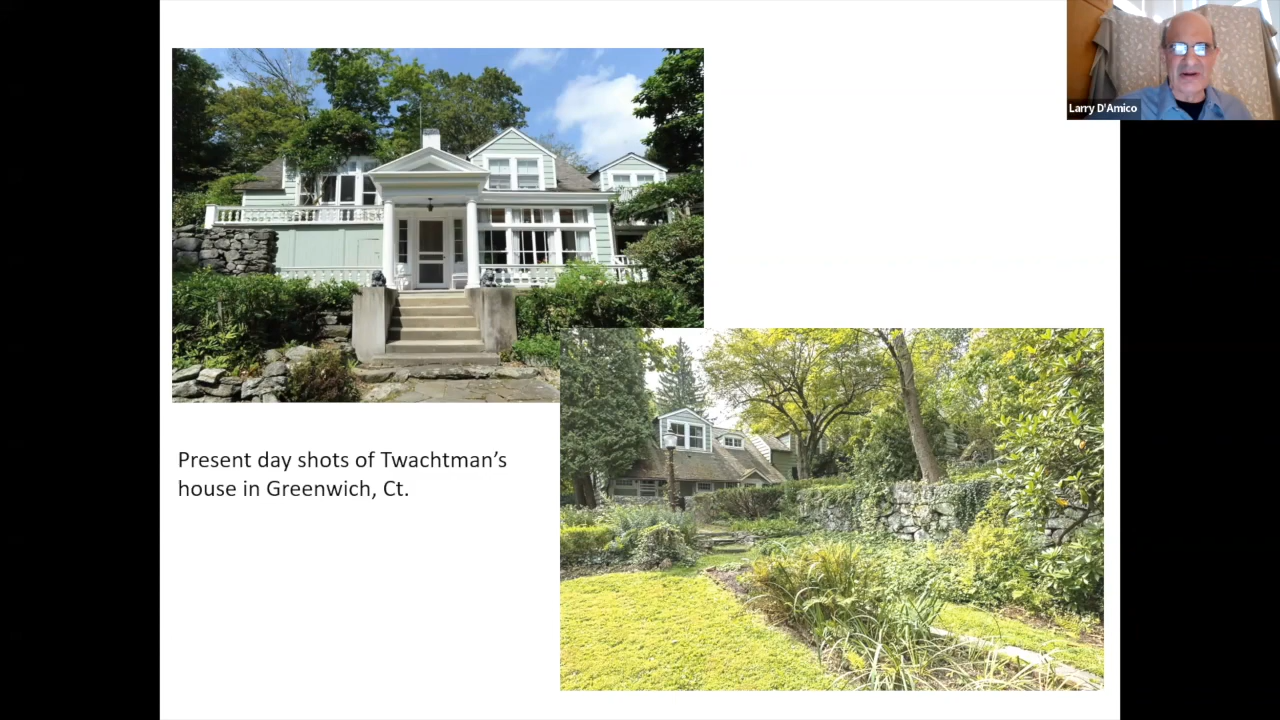 Larry D'Amico
Present day shots of Twachtman’s
house in Greenwich, Ct.